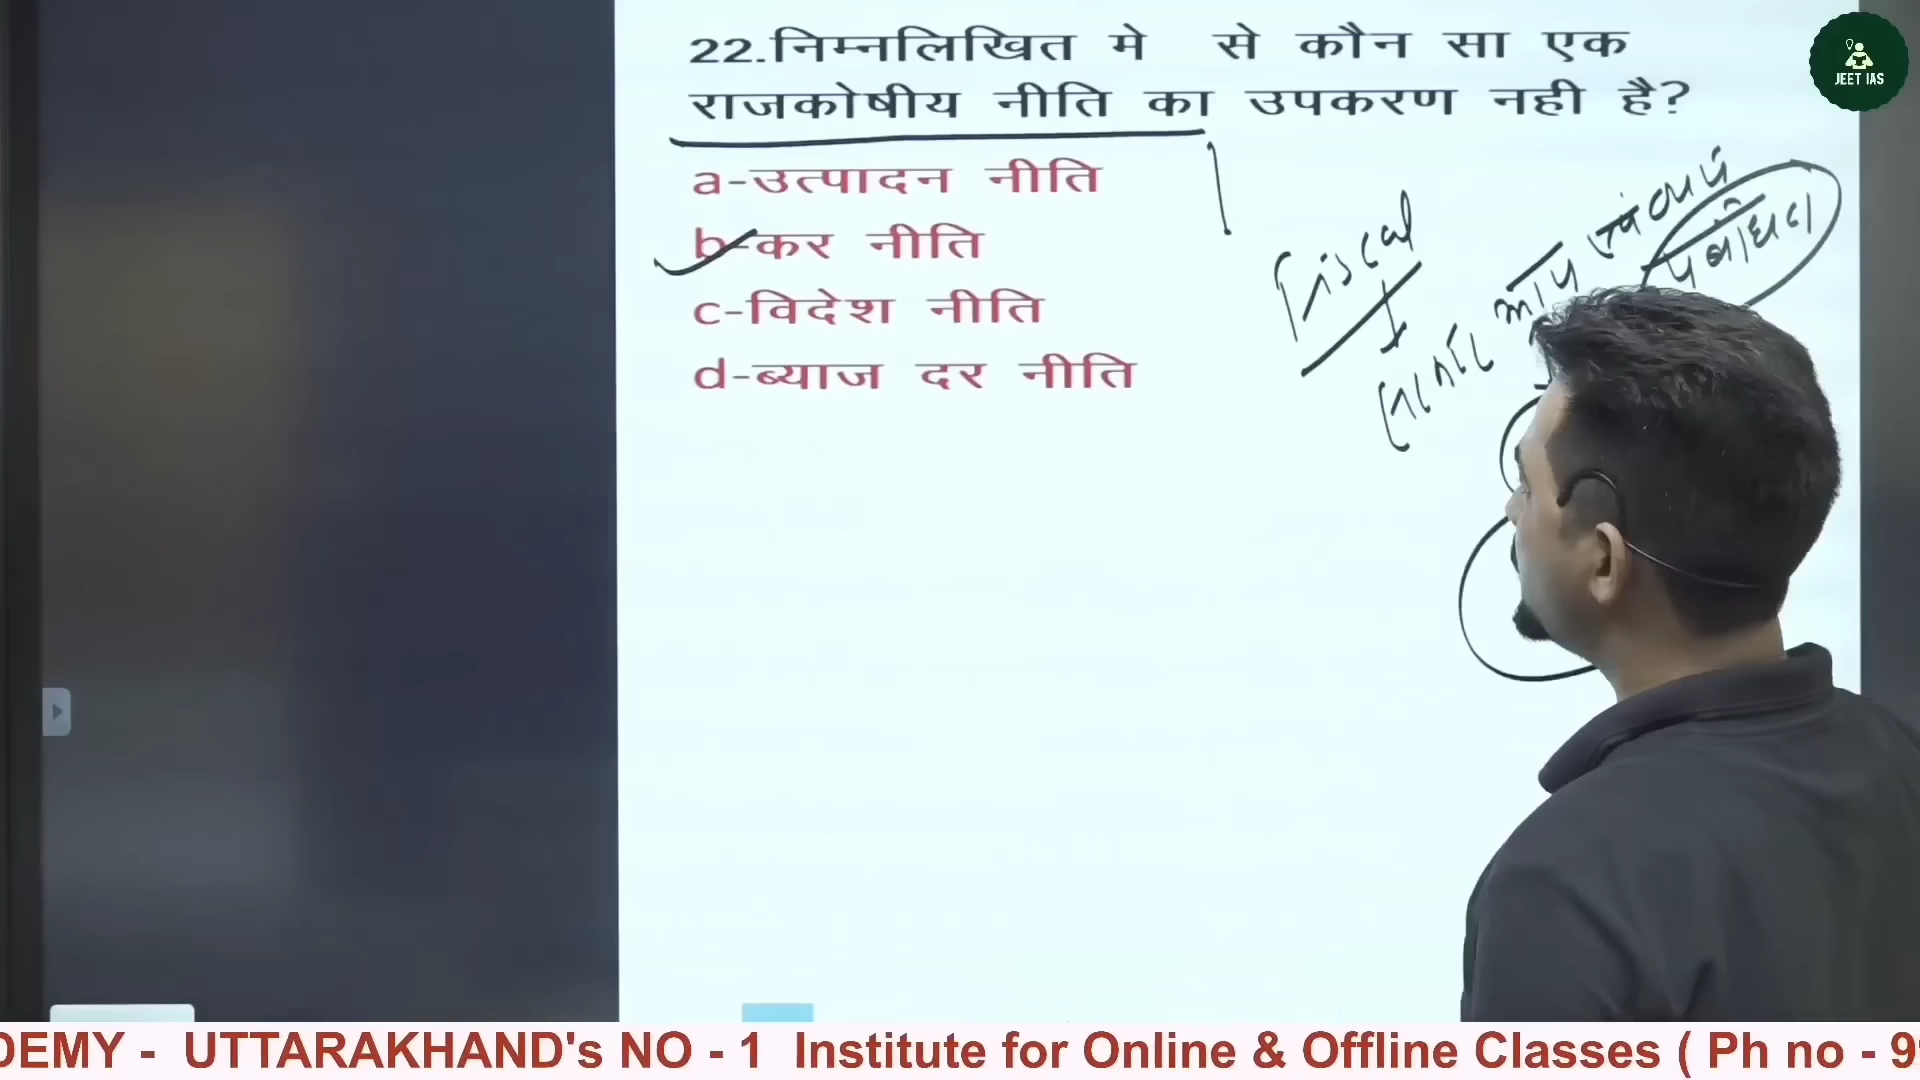 22.निम्नलिखित मे से कौन सा एक
राजकोषीय नीति का उपकरण नही है?
a-उत्पादन नीति
b-कर नीति
c-विदेश नीति
d-ब्याज दर नीति
Fiscal
JEET IAS
DEMY - UTTARAKHAND's NO - 1 Institute for Online & Offline Classes ( Ph no - 9